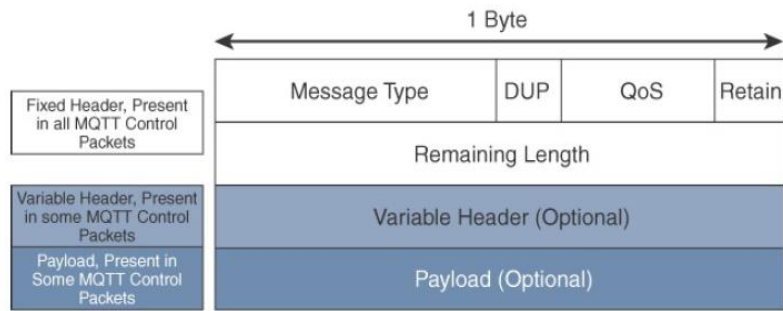 1 Byte
Message Type DUP QoS Retain
Fixed Header, Present
in all MQTT Control
Packets
Remaining Length
Variable Header, Present
in some MQTT Control
Packets
Variable Header (Optional)
Payload, Present in
Some MQTT Control
Packets
Payload (Optional)